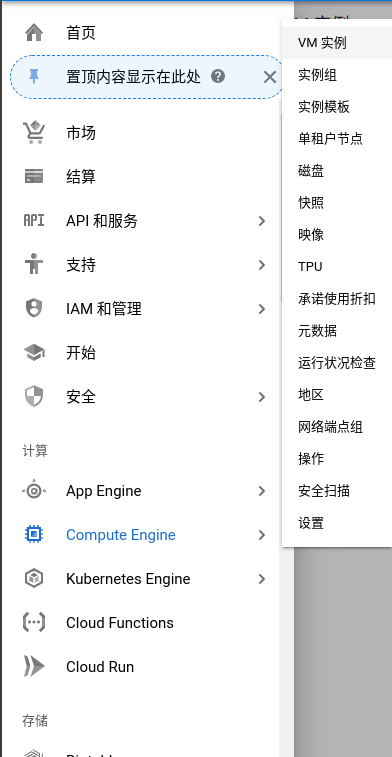 首页
置顶内容显示在此处
市场
结算
API API 和服务
支持
IAM 和管理
开始
安全
计算
App Engine
Compute Engine
Kubernetes Engine
Cloud Functions
Cloud Run
存储
VM 实例
实例组
实例模板
单租户节点
磁盘
快照
映像
TPU
承诺使用折扣
元数据
运行状况检查
地区
网络端点组
操作
安全扫描
设置